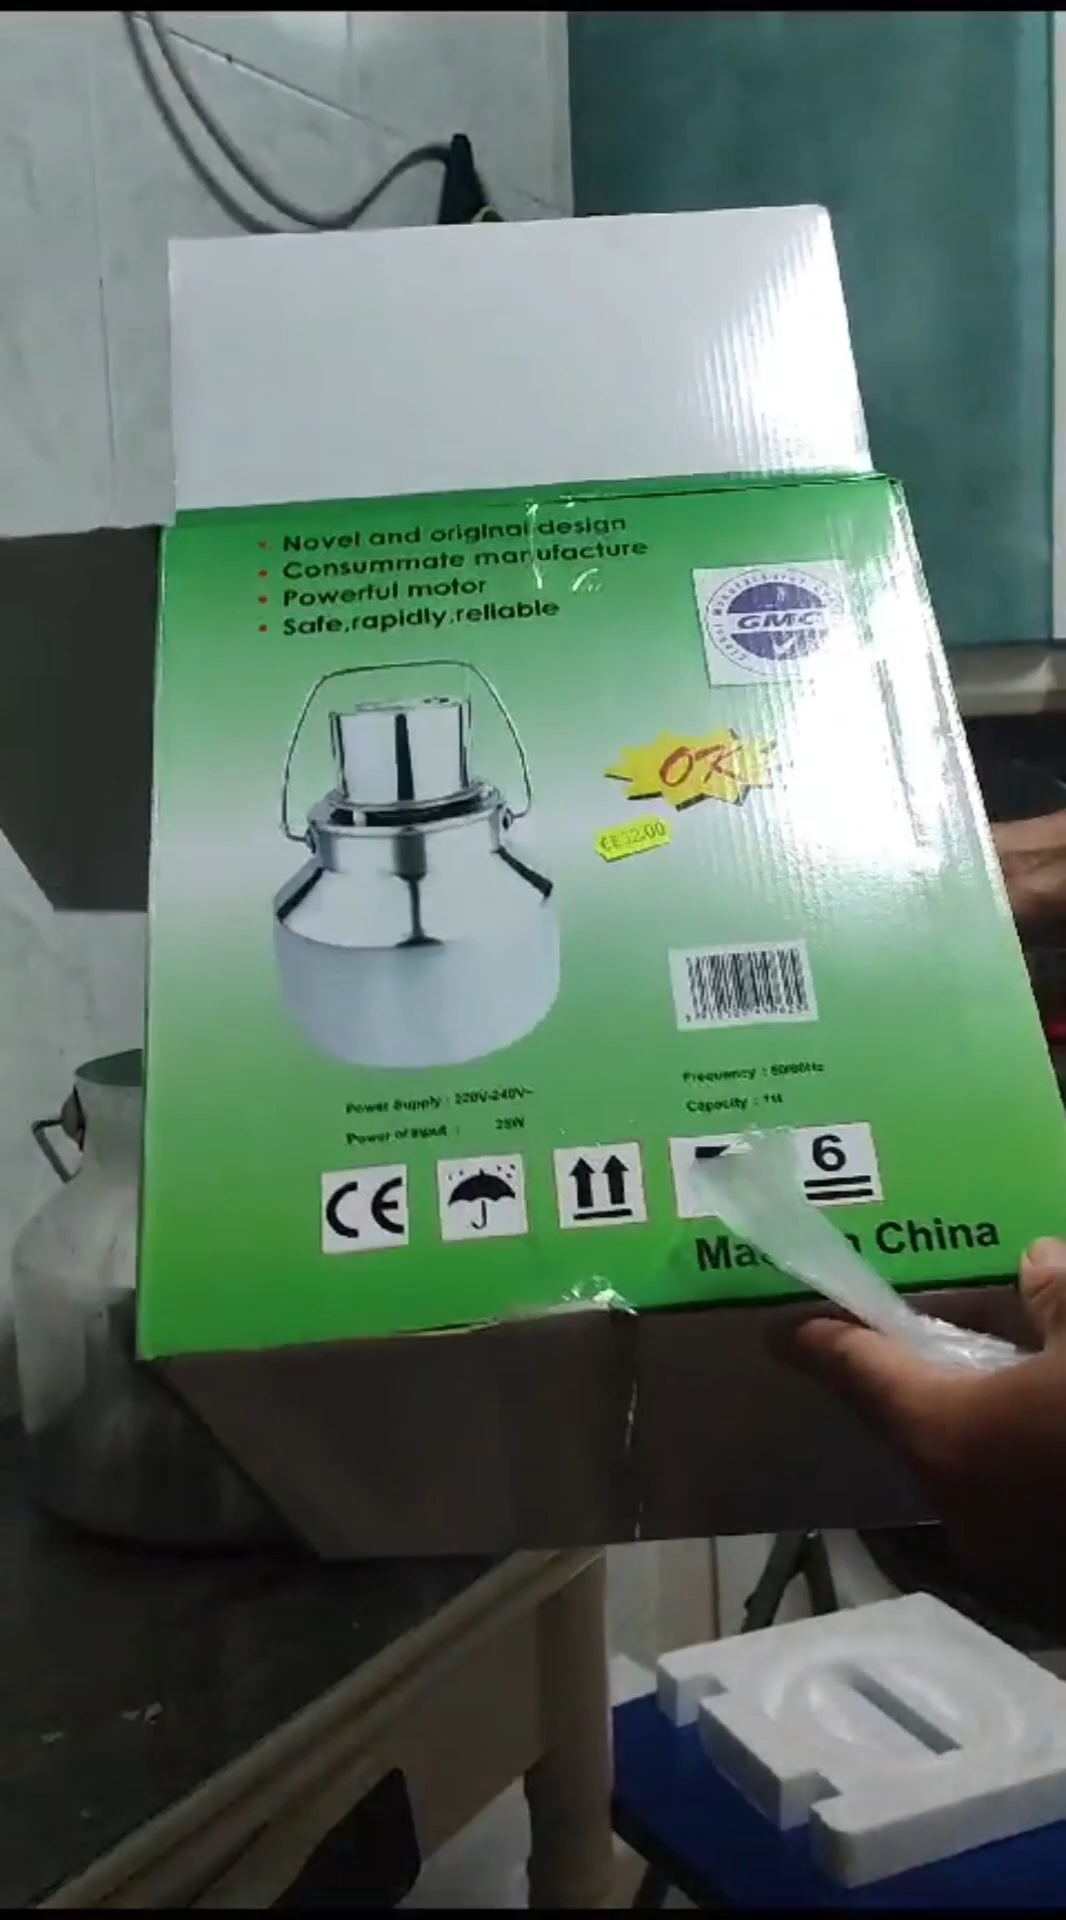 Novel and original design
Consummate manufacture
Powerful motor
Safe,rapidly,reliable
GMC
OK
Power Supply : 220V-240V~
Frequency : 50/60Hz
Power of Input : 25W
Capacity :
CE
6
China